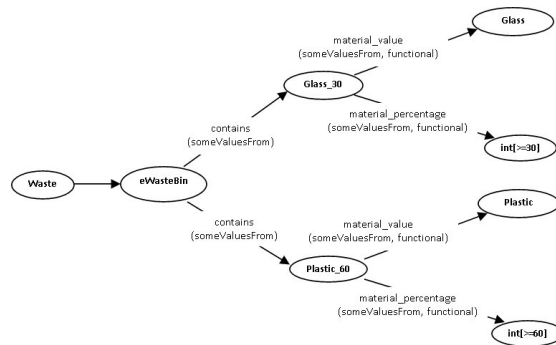 Glass
material_value
(someValuesFrom, functional)
Glass_30
material_percentage
(someValuesFrom, functional)
int[>=30]
contains
(someValuesFrom)
Waste
eWasteBin
contains
(someValuesFrom)
Plastic
material_value
(someValuesFrom, functional)
Plastic_60
material_percentage
(someValuesFrom, functional)
int[>=60]